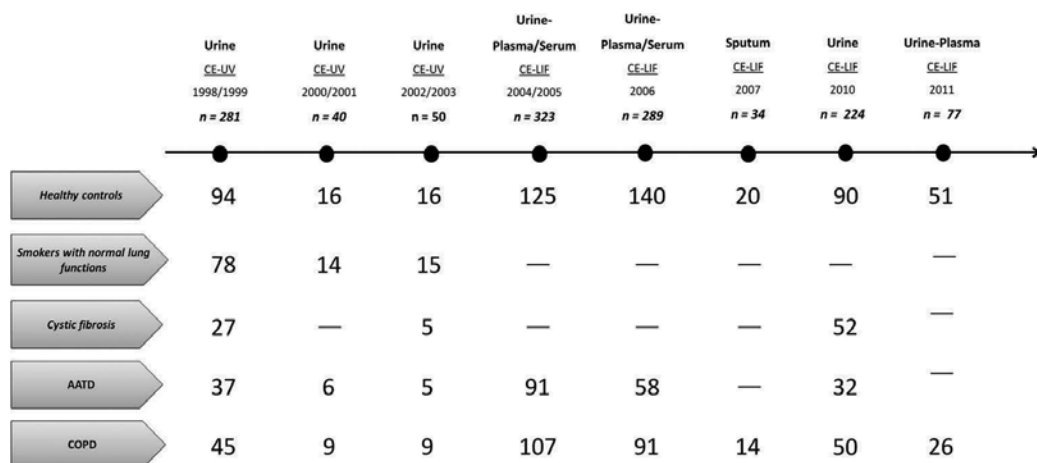 Urine-
Urine-
Urine
Urine
Urine
Plasma/Serum
Plasma/Serum
Sputum
Urine
Urine-Plasma
CE-UV
CE-UV
CE-UV
CE-LIF
CE-LIF
CE-LIF
CE-LIF
CE-LIF
1998/1999
2000/2001
2002/2003
2004/2005
2006
2007
2010
2011
n = 281
n = 40
n = 50
n = 323
n = 289
n = 34
n = 224
n = 77
Healthy controls
94 16 16 125 140 20 90 51
Smokers with normal lung
functions
78 14 15 — — — — —
Cystic fibrosis
27 — 5 — — — 52 —
AATD
37 6 5 91 58 — 32 —
COPD
45 9 9 107 91 14 50 26